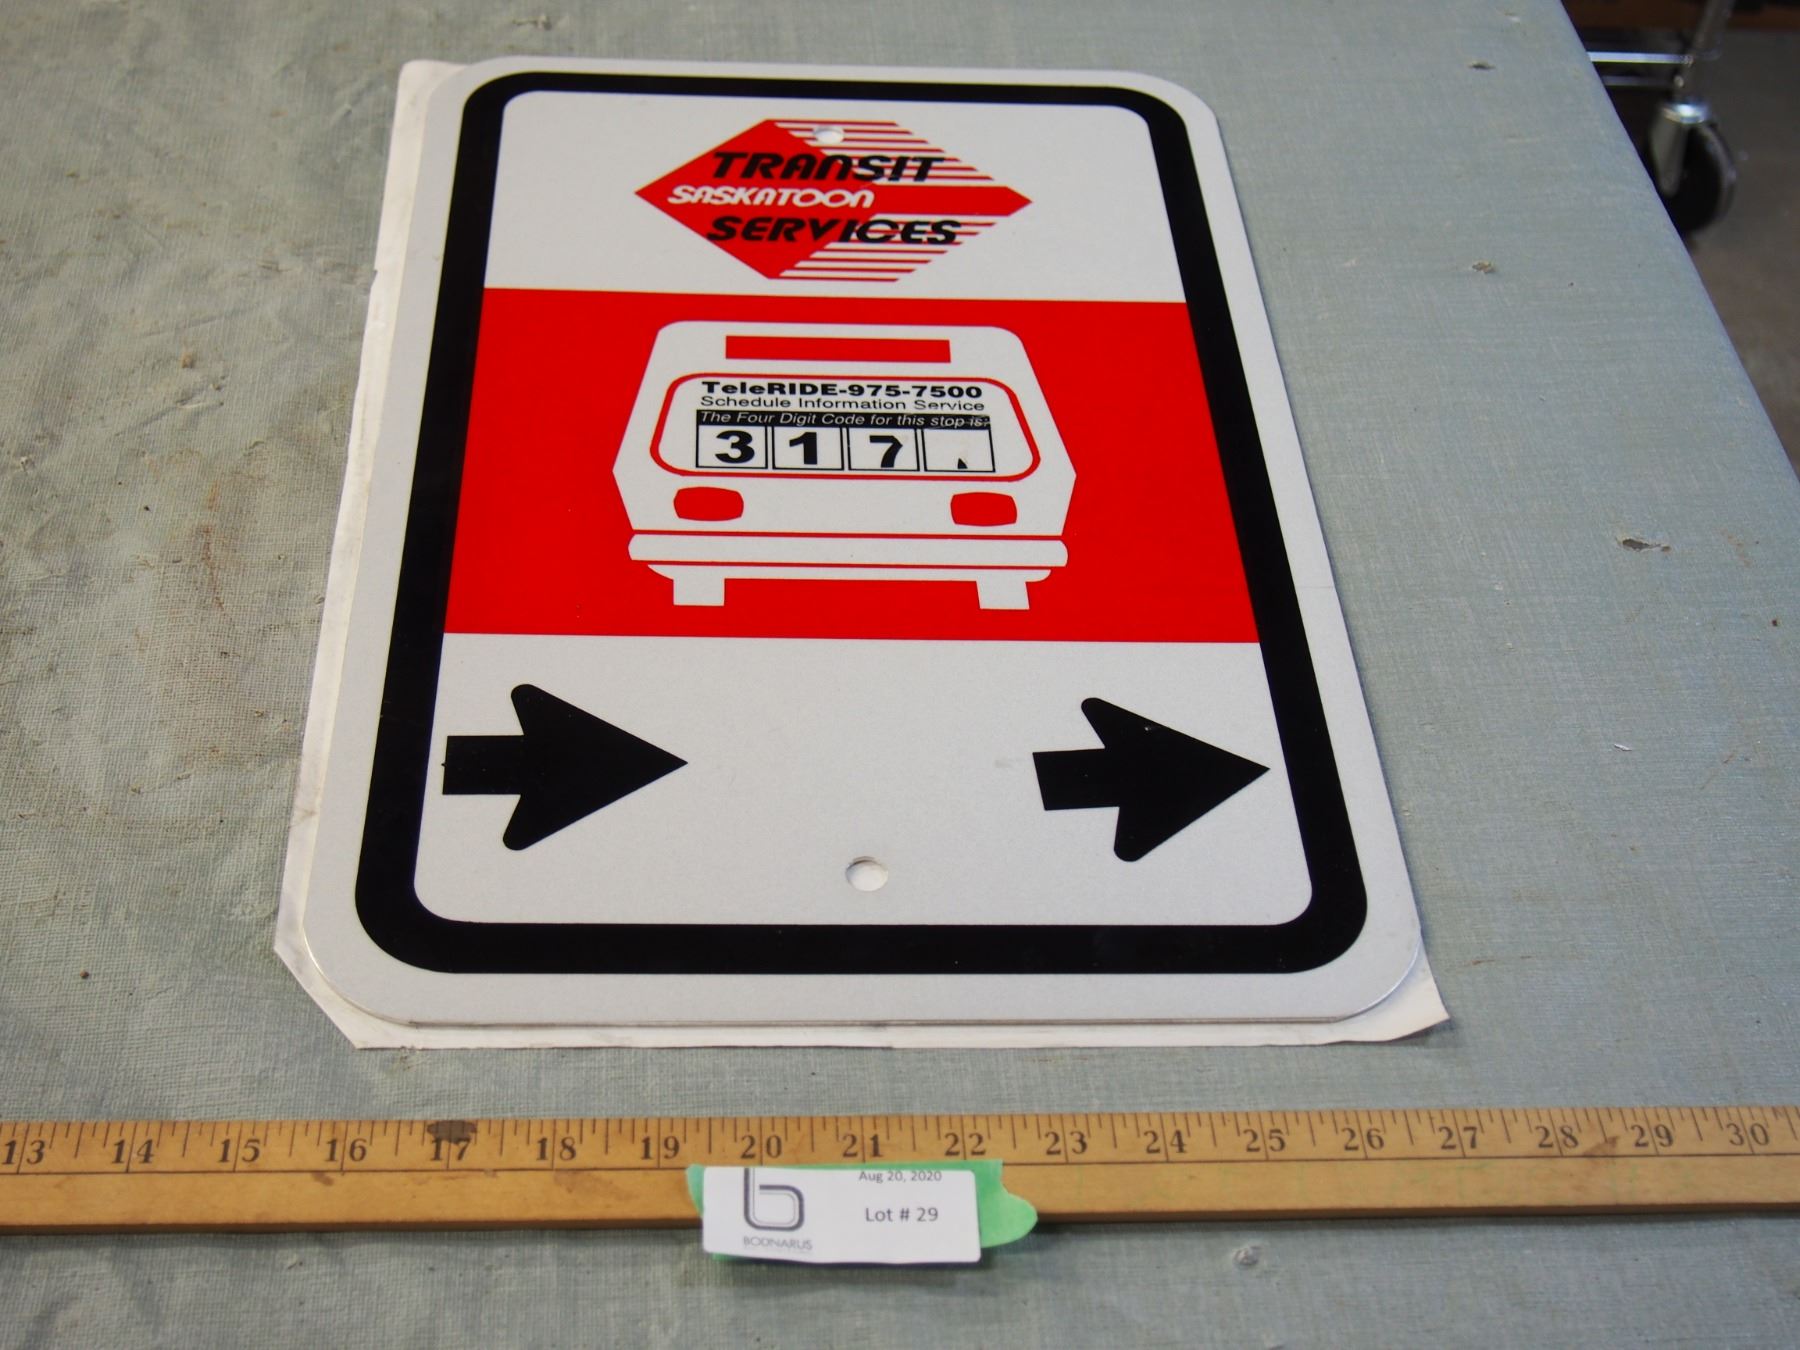 TRANSIT
SASKATOON
SERVICES
TeleRIDE-975-7500
Schedule Information Service
The Four Digit Code for this stop is:
3 1 7
13 14 15 16 17 18 19 20 21 22 23 24 25 26 27 28 29 30
Aug 20, 2020
Lot # 29
b
BODNARUS